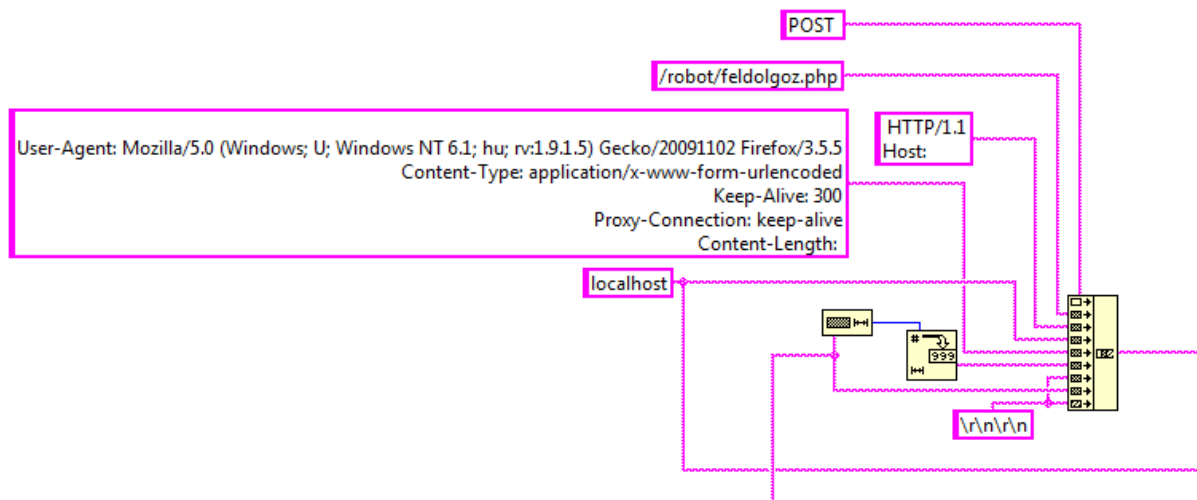 POST
/robot/feldolgoz.php
HTTP/1.1
Host:
User-Agent: Mozilla/5.0 (Windows; U; Windows NT 6.1; hu; rv:1.9.1.5) Gecko/20091102 Firefox/3.5.5
Content-Type: application/x-www-form-urlencoded
Keep-Alive: 300
Proxy-Connection: keep-alive
Content-Length:
localhost
#
999
\r\n\r\n